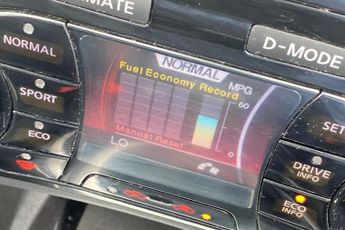 IMATE
D-MODE
NORMAL
NORMAL
Fuel Economy Record
MPG
60
SPORT
SET
ECO
Manual Reset
0
LO
DRIVE
INFO
ECO
INFO